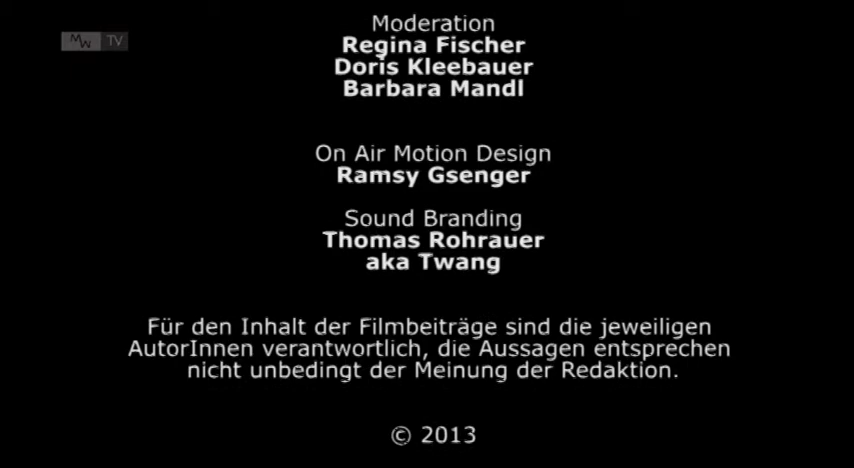 MW TV
Moderation
Regina Fischer
Doris Kleebauer
Barbara Mandl
On Air Motion Design
Ramsy Gsenger
Sound Branding
Thomas Rohrauer
aka Twang
Für den Inhalt der Filmbeiträge sind die jeweiligen
AutorInnen verantwortlich, die Aussagen entsprechen
nicht unbedingt der Meinung der Redaktion.
© 2013